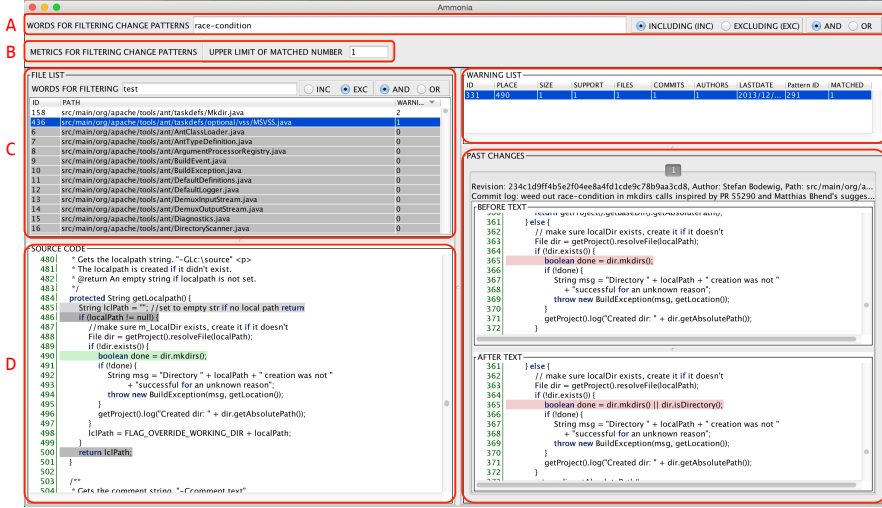 Ammonia
A
WORDS FOR FILTERING CHANGE PATTERNS race-condition INCLUDING (INC) EXCLUDING (EXC) AND OR
B
METRICS FOR FILTERING CHANGE PATTERNS UPPER LIMIT OF MATCHED NUMBER 1
C
FILE LIST
WORDS FOR FILTERING test INC EXC AND OR
ID PATH WARNI...
158 src/main/org/apache/tools/ant/taskdefs/Mkdir.java 2
436 src/main/org/apache/tools/ant/taskdefs/optional/vss/MSVSS.java 1
6 src/main/org/apache/tools/ant/AntClassLoader.java 0
7 src/main/org/apache/tools/ant/AntTypeDefinition.java 0
8 src/main/org/apache/tools/ant/ArgumentProcessorRegistry.java 0
9 src/main/org/apache/tools/ant/BuildEvent.java 0
10 src/main/org/apache/tools/ant/BuildException.java 0
11 src/main/org/apache/tools/ant/DefaultDefinitions.java 0
12 src/main/org/apache/tools/ant/DefaultLogger.java 0
13 src/main/org/apache/tools/ant/DemuxInputStream.java 0
14 src/main/org/apache/tools/ant/DemuxOutputStream.java 0
15 src/main/org/apache/tools/ant/Diagnostics.java 0
16 src/main/org/apache/tools/ant/DirectoryScanner.java 0
D
SOURCE CODE
480 * Gets the localpath string. "-GLc:\source" <p>
481 * The localpath is created if it didn't exist.
482 * @return An empty string if localpath is not set.
483 */
484 protected String getLocalpath() {
485 String lclPath = ""; //set to empty str if no local path return
486 if (localPath != null) {
487 //make sure m_LocalDir exists, create it if it doesn't
488 File dir = getProject().resolveFile(localPath);
489 if (!dir.exists()) {
490 boolean done = dir.mkdirs();
491 if (!done) {
492 String msg = "Directory " + localPath + " creation was not "
493 + "successful for an unknown reason";
494 throw new BuildException(msg, getLocation());
495 }
496 getProject().log("Created dir: " + dir.getAbsolutePath());
497 }
498 lclPath = FLAG_OVERRIDE_WORKING_DIR + localPath;
499 }
500 return lclPath;
501 }
502
503 /**
504 * Gets the comment string. "-Ccomment text"
WARNING LIST
ID PLACE SIZE SUPPORT FILES COMMITS AUTHORS LASTDATE Pattern ID MATCHED
331 490 1 1 1 1 1 2013/12/... 291 1
PAST CHANGES
1
Revision: 234c1d9ff4b5e2f04ee8a4fd1cde9c78b9aa3cd8, Author: Stefan Bodewig, Path: src/main/org/a...
Commit log: weed out race-condition in mkdirs calls inspired by PR 55290 and Matthias Bhend's sugges...
BEFORE TEXT
360 return getProject().getBaseDir().getAbsolutePath();
361 } else {
362 // make sure localDir exists, create it if it doesn't
363 File dir = getProject().resolveFile(localPath);
364 if (!dir.exists()) {
365 boolean done = dir.mkdirs();
366 if (!done) {
367 String msg = "Directory " + localPath + " creation was not "
368 + "successful for an unknown reason";
369 throw new BuildException(msg, getLocation());
370 }
371 getProject().log("Created dir: " + dir.getAbsolutePath());
372 }
AFTER TEXT
361 } else {
362 // make sure localDir exists, create it if it doesn't
363 File dir = getProject().resolveFile(localPath);
364 if (!dir.exists()) {
365 boolean done = dir.mkdirs() || dir.isDirectory();
366 if (!done) {
367 String msg = "Directory " + localPath + " creation was not "
368 + "successful for an unknown reason";
369 throw new BuildException(msg, getLocation());
370 }
371 getProject().log("Created dir: " + dir.getAbsolutePath());
372 }